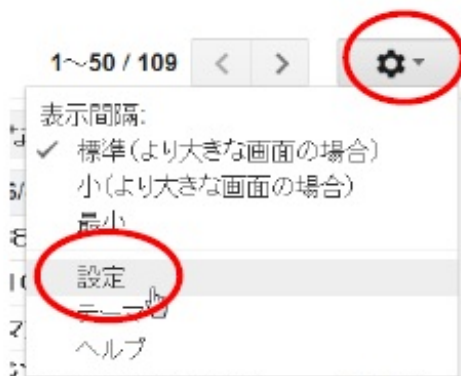 1～50 / 109
表示間隔:
✓ 標準(より大きな画面の場合)
小(より大きな画面の場合)
最小
設定
テーマ
ヘルプ